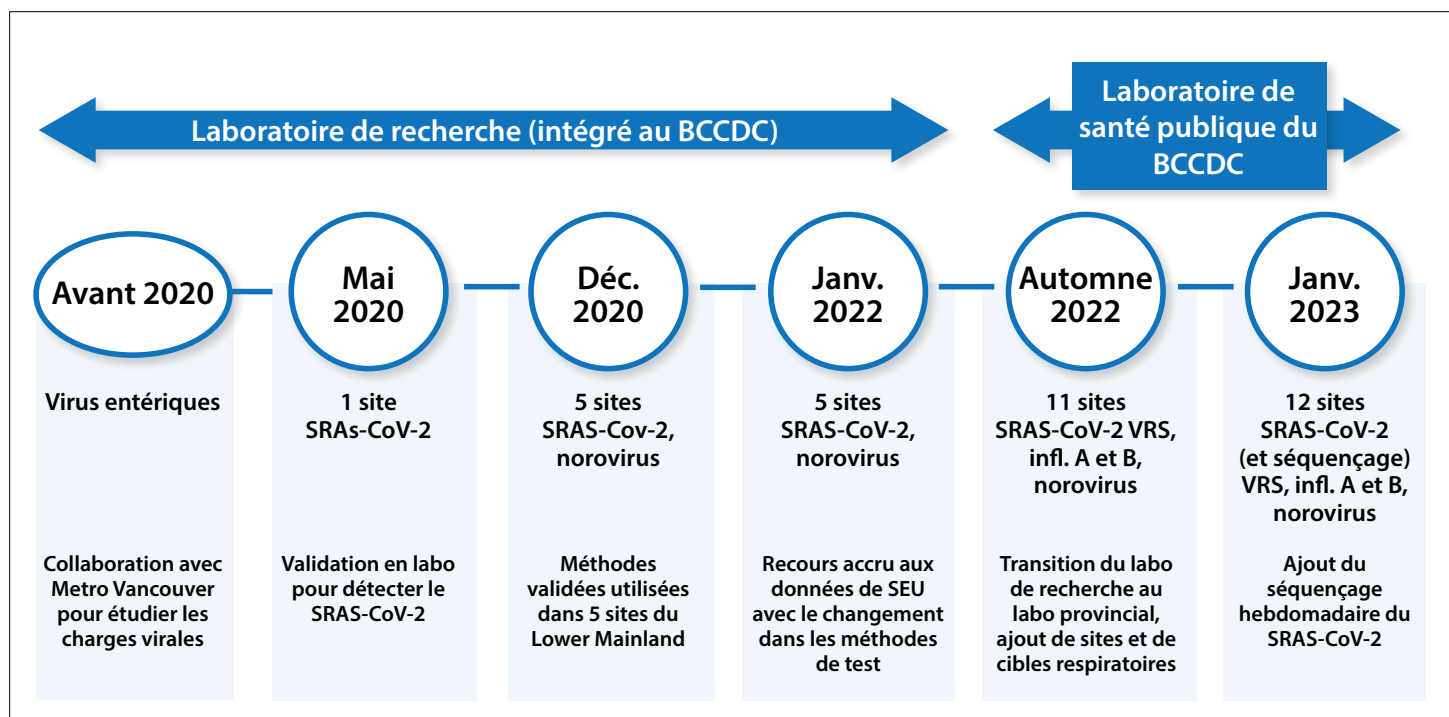 Laboratoire de recherche (intégré au BCCDC)
Laboratoire de
santé publique du
BCCDC
Avant 2020
Mai
2020
Déc.
2020
Janv.
2022
Automne
2022
Janv.
2023
Virus entériques
1 site
SRAs-CoV-2
5 sites
SRAS-Cov-2,
norovirus
5 sites
SRAS-CoV-2,
norovirus
11 sites
SRAS-CoV-2 VRS,
infl. A et B,
norovirus
12 sites
SRAS-CoV-2
(et séquençage)
VRS, infl. A et B,
norovirus
Collaboration avec
Metro Vancouver
pour étudier les
charges virales
Validation en labo
pour détecter le
SRAS-CoV-2
Méthodes
validées utilisées
dans 5 sites du
Lower Mainland
Recours accru aux
données de SEU
avec le changement
dans les méthodes
de test
Transition du labo
de recherche au
labo provincial,
ajout de sites et de
cibles respiratoires
Ajout du
séquençage
hebdomadaire du
SRAS-CoV-2